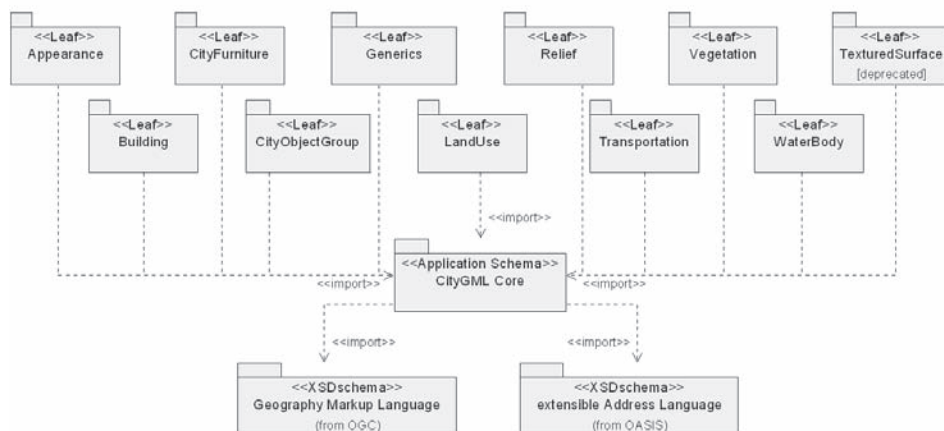 <<Leaf>>
Appearance
<<Leaf>>
CityFurniture
<<Leaf>>
Generics
<<Leaf>>
Relief
<<Leaf>>
Vegetation
<<Leaf>>
TexturedSurface
[deprecated]
<<Leaf>>
Building
<<Leaf>>
CityObjectGroup
<<Leaf>>
LandUse
<<Leaf>>
Transportation
<<Leaf>>
WaterBody
<<import>>
<<Application Schema>>
CityGML Core
<<import>>
<<import>>
<<import>>
<<import>>
<<XSDschema>>
Geography Markup Language
(from OGC)
<<XSDschema>>
extensible Address Language
(from OASIS)